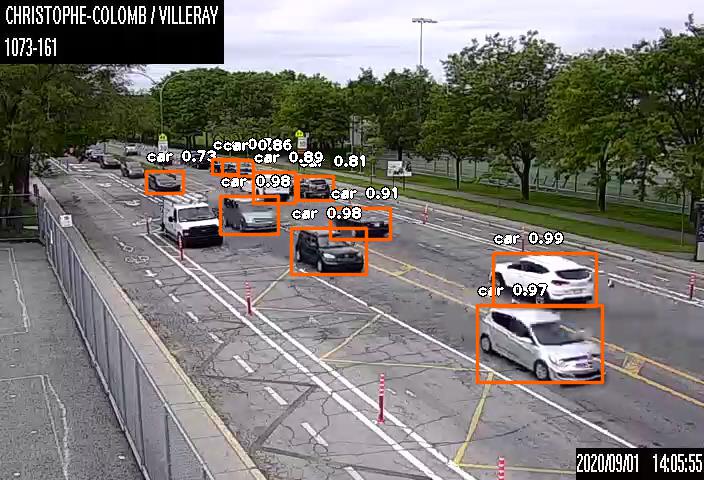 CHRISTOPHE-COLOMB / VILLERAY
1073-161
car 0.86
car 0.73
car 0.89
0.81
car 0.98
car 0.91
car 0.98
car 0.99
car 0.97
2020/09/01 14:05:55